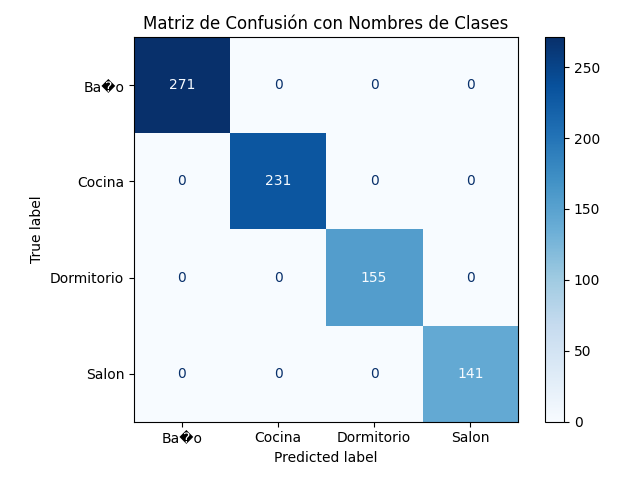 Matriz de Confusión con Nombres de Clases
Ba�o 271 0 0 0
Cocina 0 231 0 0
Dormitorio 0 0 155 0
Salon 0 0 0 141
Ba�o Cocina Dormitorio Salon
Predicted label
True label
250
200
150
100
50
0